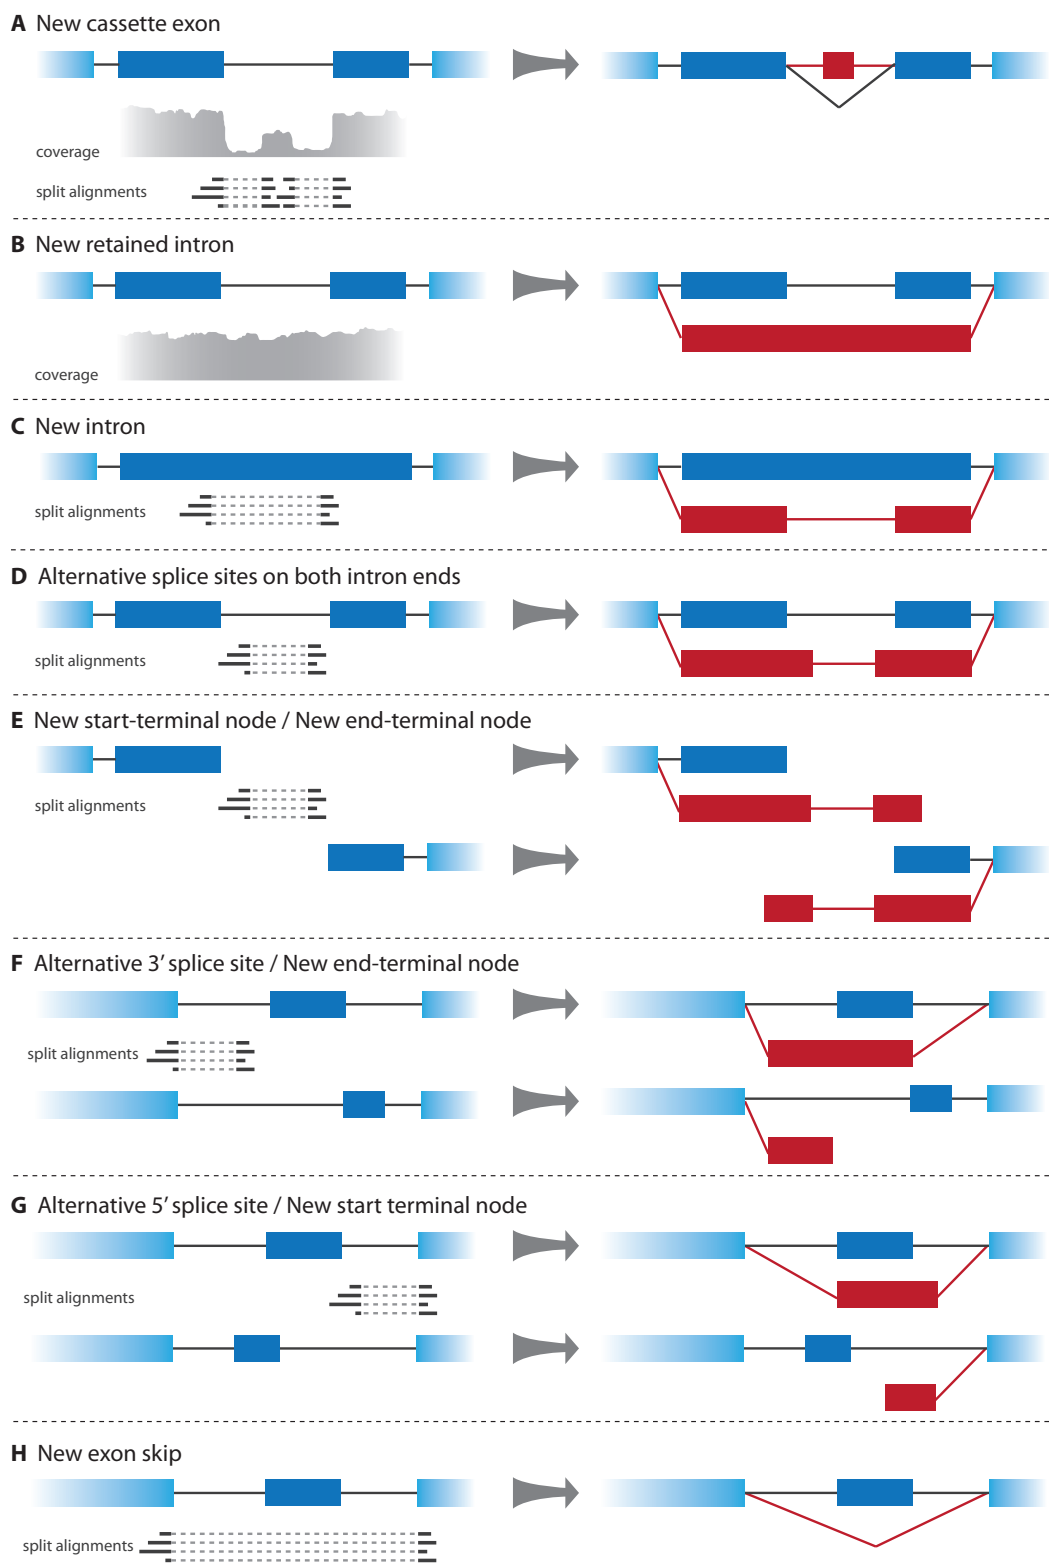 A New cassette exon
coverage
split alignments
B New retained intron
coverage
C New intron
split alignments
D Alternative splice sites on both intron ends
split alignments
E New start-terminal node / New end-terminal node
split alignments
F Alternative 3′ splice site / New end-terminal node
split alignments
G Alternative 5′ splice site / New start terminal node
split alignments
H New exon skip
split alignments